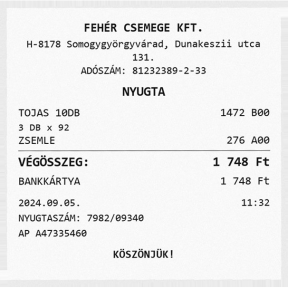 FEHÉR CSEMEGE KFT.
H-8178 Somogygyörgyvárad, Dunakeszii utca
131.
ADÓSZÁM: 81232389-2-33
NYUGTA
TOJAS 10DB 1472 B00
3 DB x 92
ZSEMLE 276 A00
VÉGÖSSZEG: 1 748 Ft
BANKKÁRTYA 1 748 Ft
2024.09.05. 11:32
NYUGTASZÁM: 7982/09340
AP A47335460
KÖSZÖNJÜK!